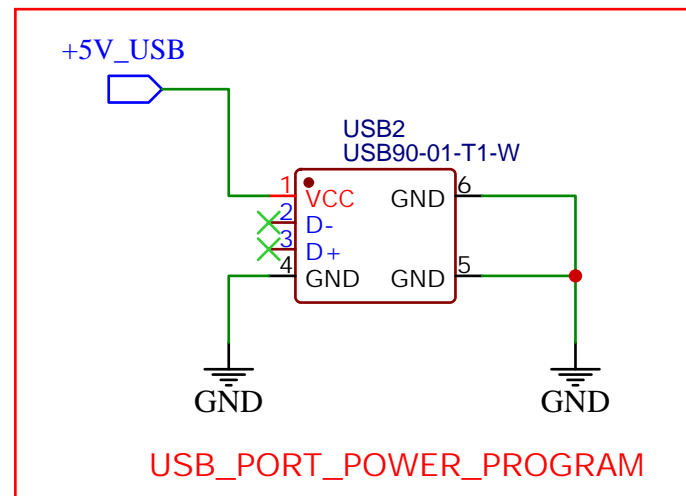 +5V_USB
USB2
USB90-01-T1-W
1 VCC GND 6
2 D-
3 D+
4 GND GND 5
GND GND
USB_PORT_POWER_PROGRAM